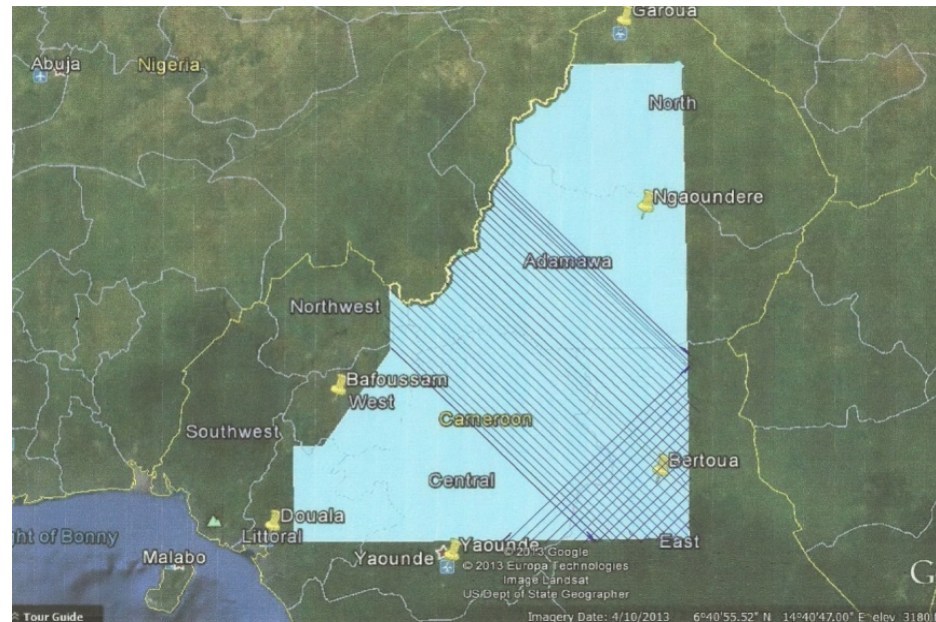 Garoua
Abuja
Nigeria
North
Ngaoundere
Adamawa
Northwest
Bafoussam
West
Cameroon
Southwest
Bertoua
Central
Douala
ght of Bonny
Littoral
East
Yaounde
Yaounde
Malabo
© 2013 Google
© 2013 Europa Technologies
Image Landsat
US Dept of State Geographer
G
Tour Guide
Imagery Date: 4/10/2013 6°40'55.52" N 14°40'47.00" E elev 3180